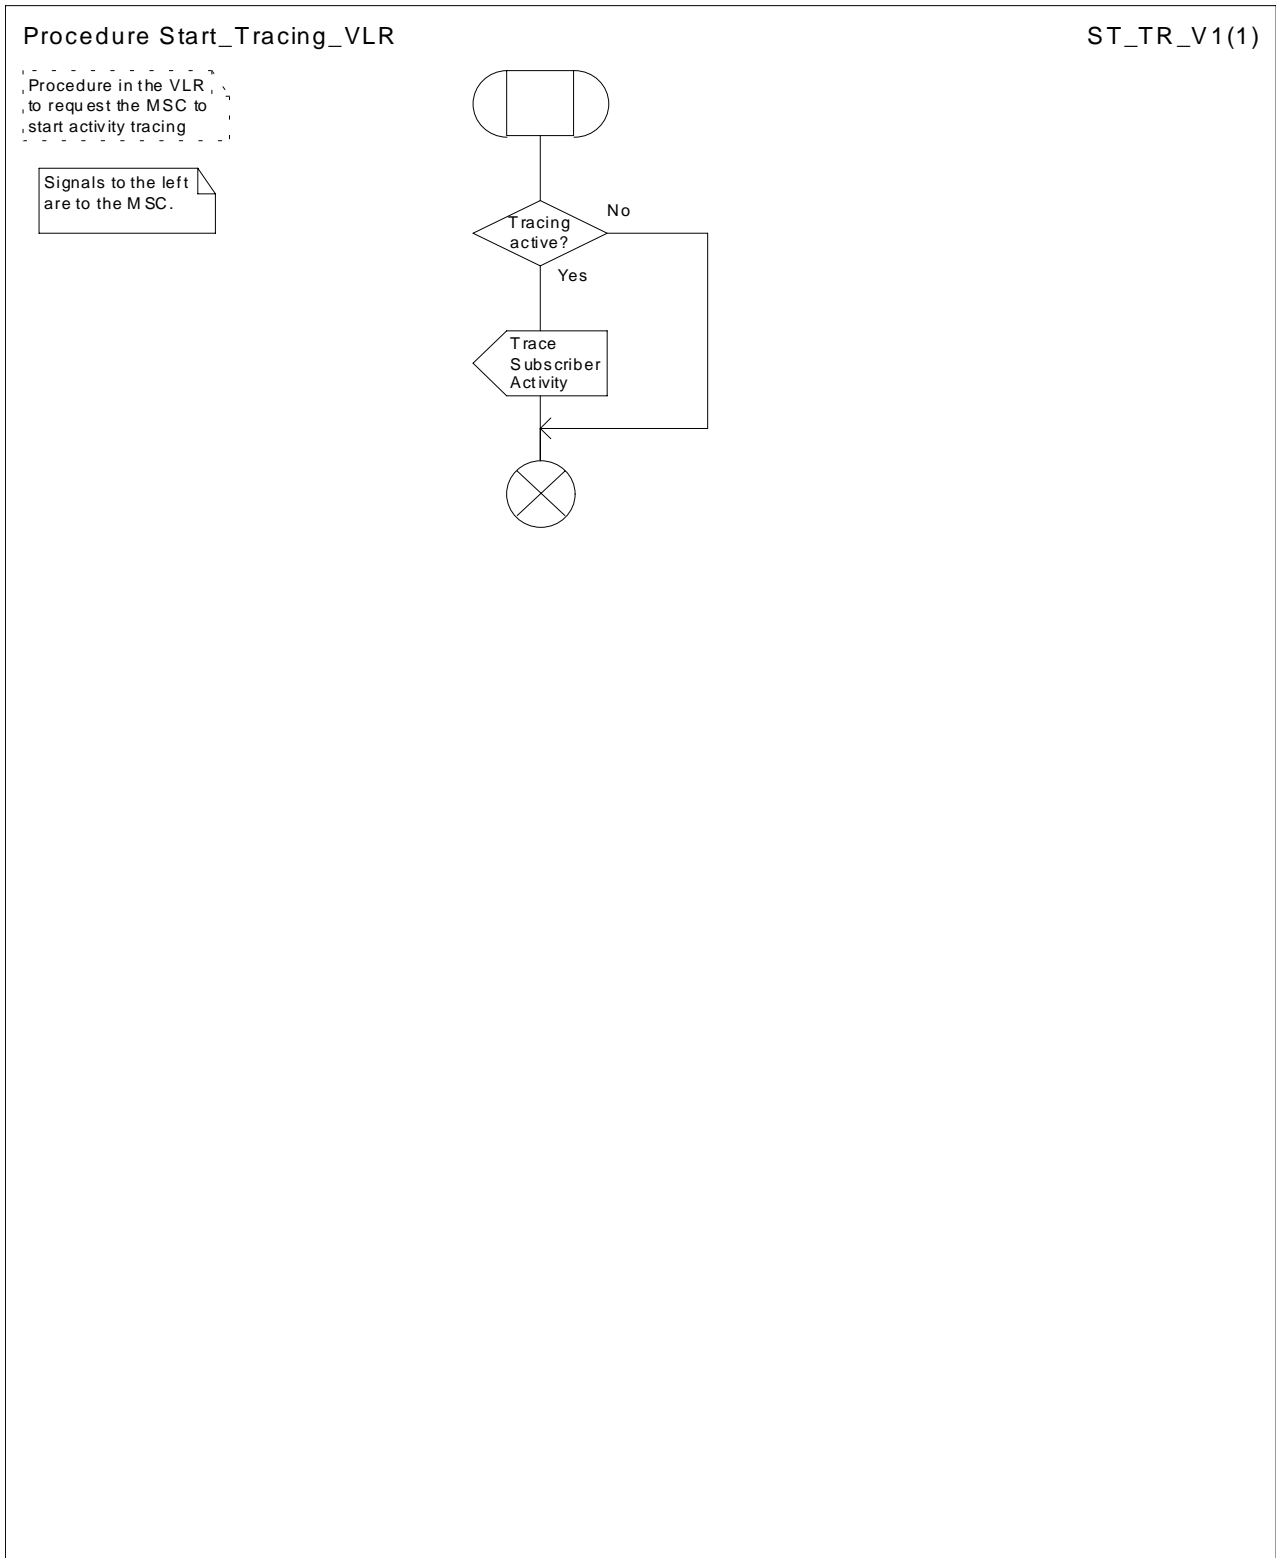 Procedure Start_Tracing_VLR
ST_TR_V1(1)
Procedure in the VLR
to request the MSC to
start activity tracing
Signals to the left
are to the MSC.
Tracing
active?
No
Yes
Trace
Subscriber
Activity